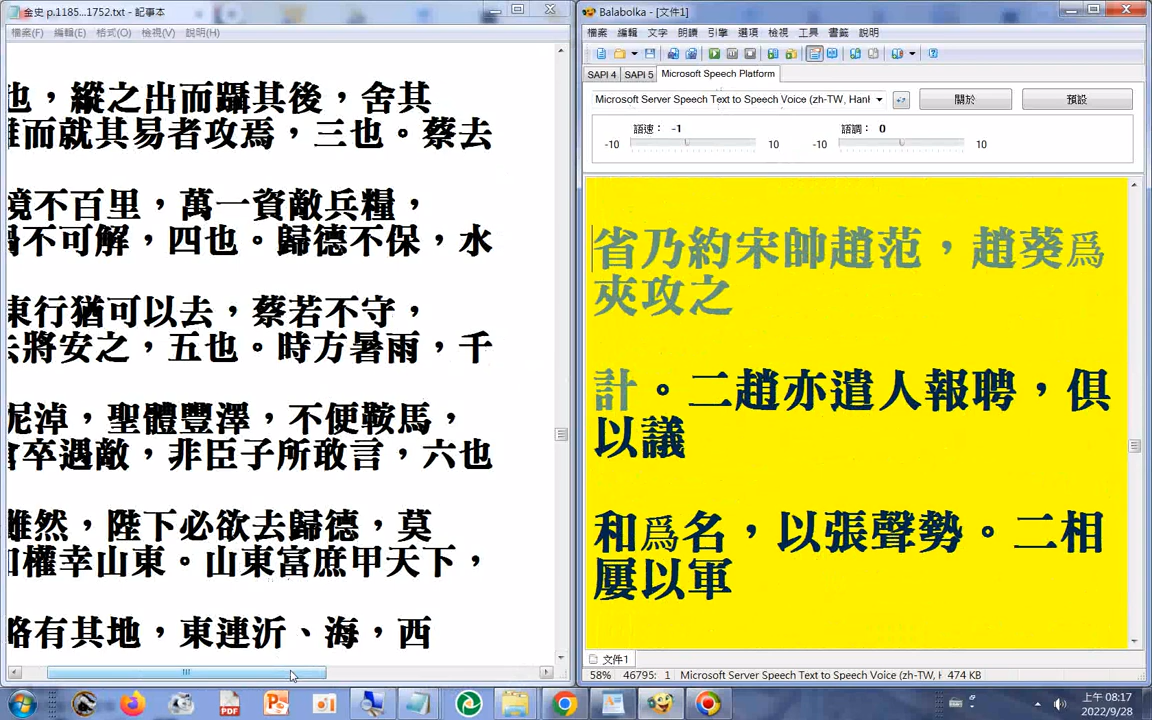 金史 p.1185...1752.txt - 記事本
檔案(F) 編輯(E) 格式(O) 檢視(V) 說明(H)
也，縱之出而躡其後，舍其
而就其易者攻焉，三也。蔡去
境不百里，萬一資敵兵糧，
不可解，四也。歸德不保，水
東行猶可以去，蔡若不守，
將安之，五也。時方暑雨，千
泥淖，聖體豐澤，不便鞍馬，
倉卒遇敵，非臣子所敢言，六也
雖然，陛下必欲去歸德，莫
如權幸山東。山東富庶甲天下，
略有其地，東連沂、海，西
Balabolka - [文件1]
檔案 編輯 文字 朗讀 引擎 選項 檢視 工具 書籤 說明
SAPI 4 SAPI 5 Microsoft Speech Platform
Microsoft Server Speech Text to Speech Voice (zh-TW, Hanl
關於 預設
語速： -1 語調： 0
-10 10 -10 10
省乃約宋帥趙范，趙葵爲
夾攻之
計。二趙亦遣人報聘，俱
以議
和爲名，以張聲勢。二相
屢以軍
文件1
58% 46795: 1 Microsoft Speech Text to Speech Voice (zh-TW, H 474 KB
上午 08:17
2022/9/28